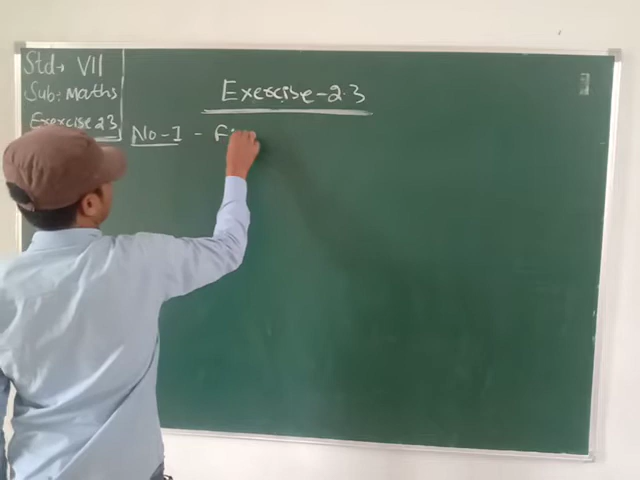 Std→ VII
Sub: Maths
Exercise 2.3
Exercise-2.3
No-1 - Fi